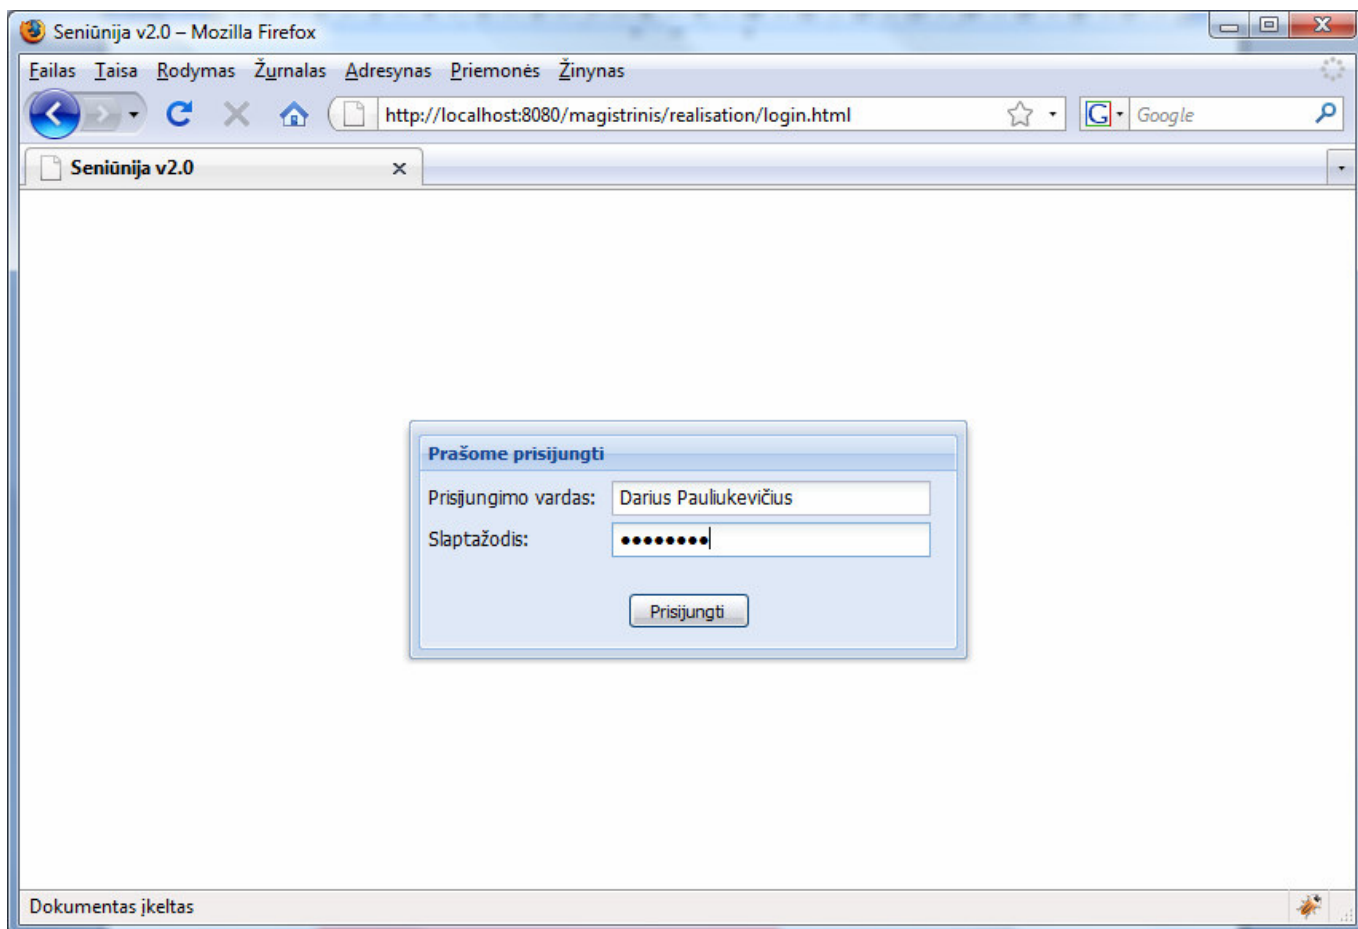 Seniūnija v2.0 – Mozilla Firefox
Failas Taisa Rodymas Žurnalas Adresynas Priemonės Žinynas
http://localhost:8080/magistrinis/realisation/login.html G Google
Seniūnija v2.0
Prašome prisijungti
Prisijungimo vardas: Darius Pauliukevičius
Slaptažodis: ••••••••
Prisijungti
Dokumentas įkeltas